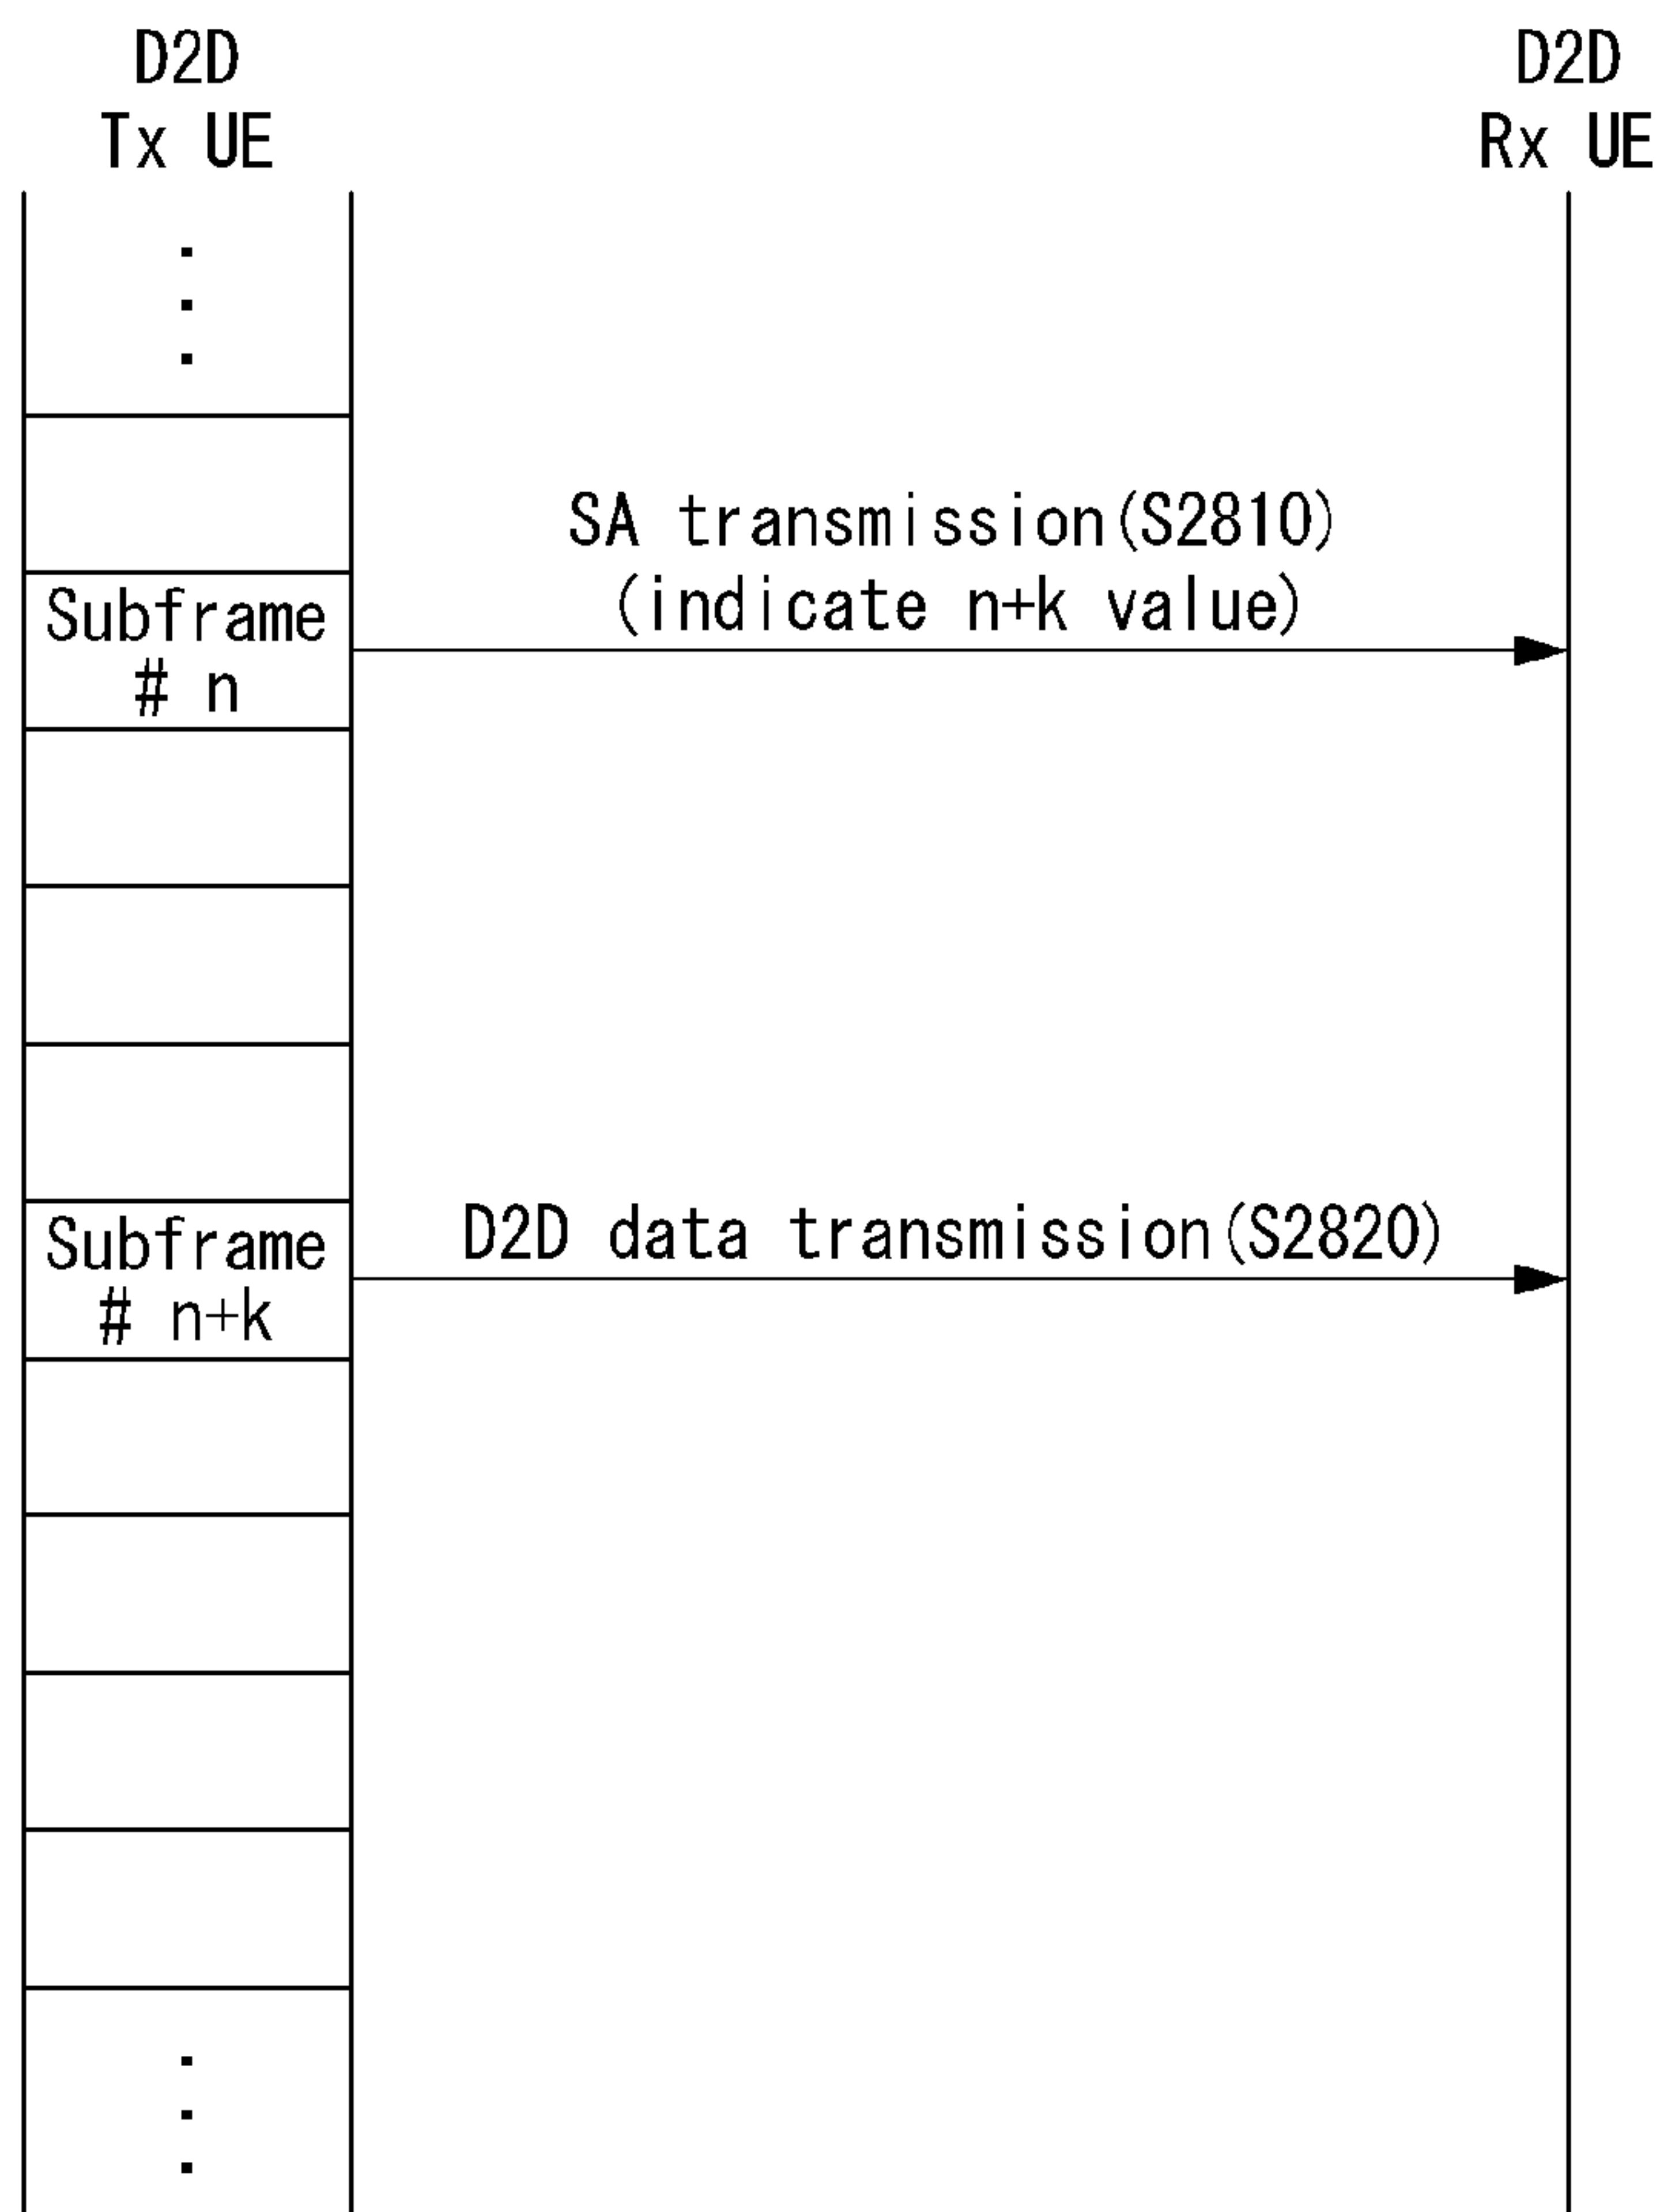 D2D
Tx UE
D2D
Rx UE
SA transmission(S2810)
(indicate n+k value)
Subframe
# n
D2D data transmission(S2820)
Subframe
# n+k